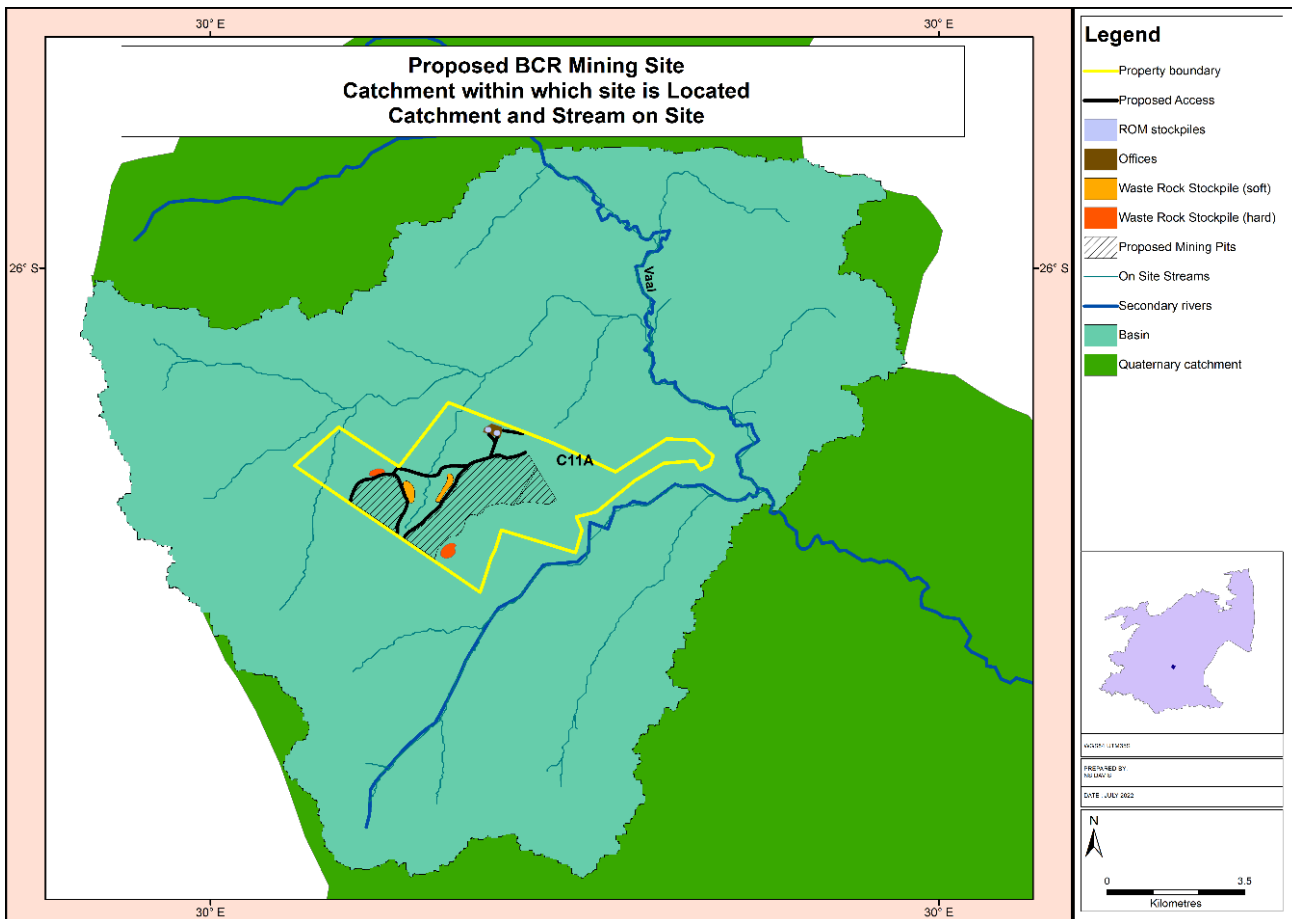 30° E
30° E
Proposed BCR Mining Site
Catchment within which site is Located
Catchment and Stream on Site
26° S
26° S
Vaal
C11A
30° E
30° E
Legend
Property boundary
Proposed Access
ROM stockpiles
Offices
Waste Rock Stockpile (soft)
Waste Rock Stockpile (hard)
Proposed Mining Pits
On Site Streams
Secondary rivers
Basin
Quaternary catchment
PREPARED BY
DATE : JULY 2022
N
0 3.5
Kilometres